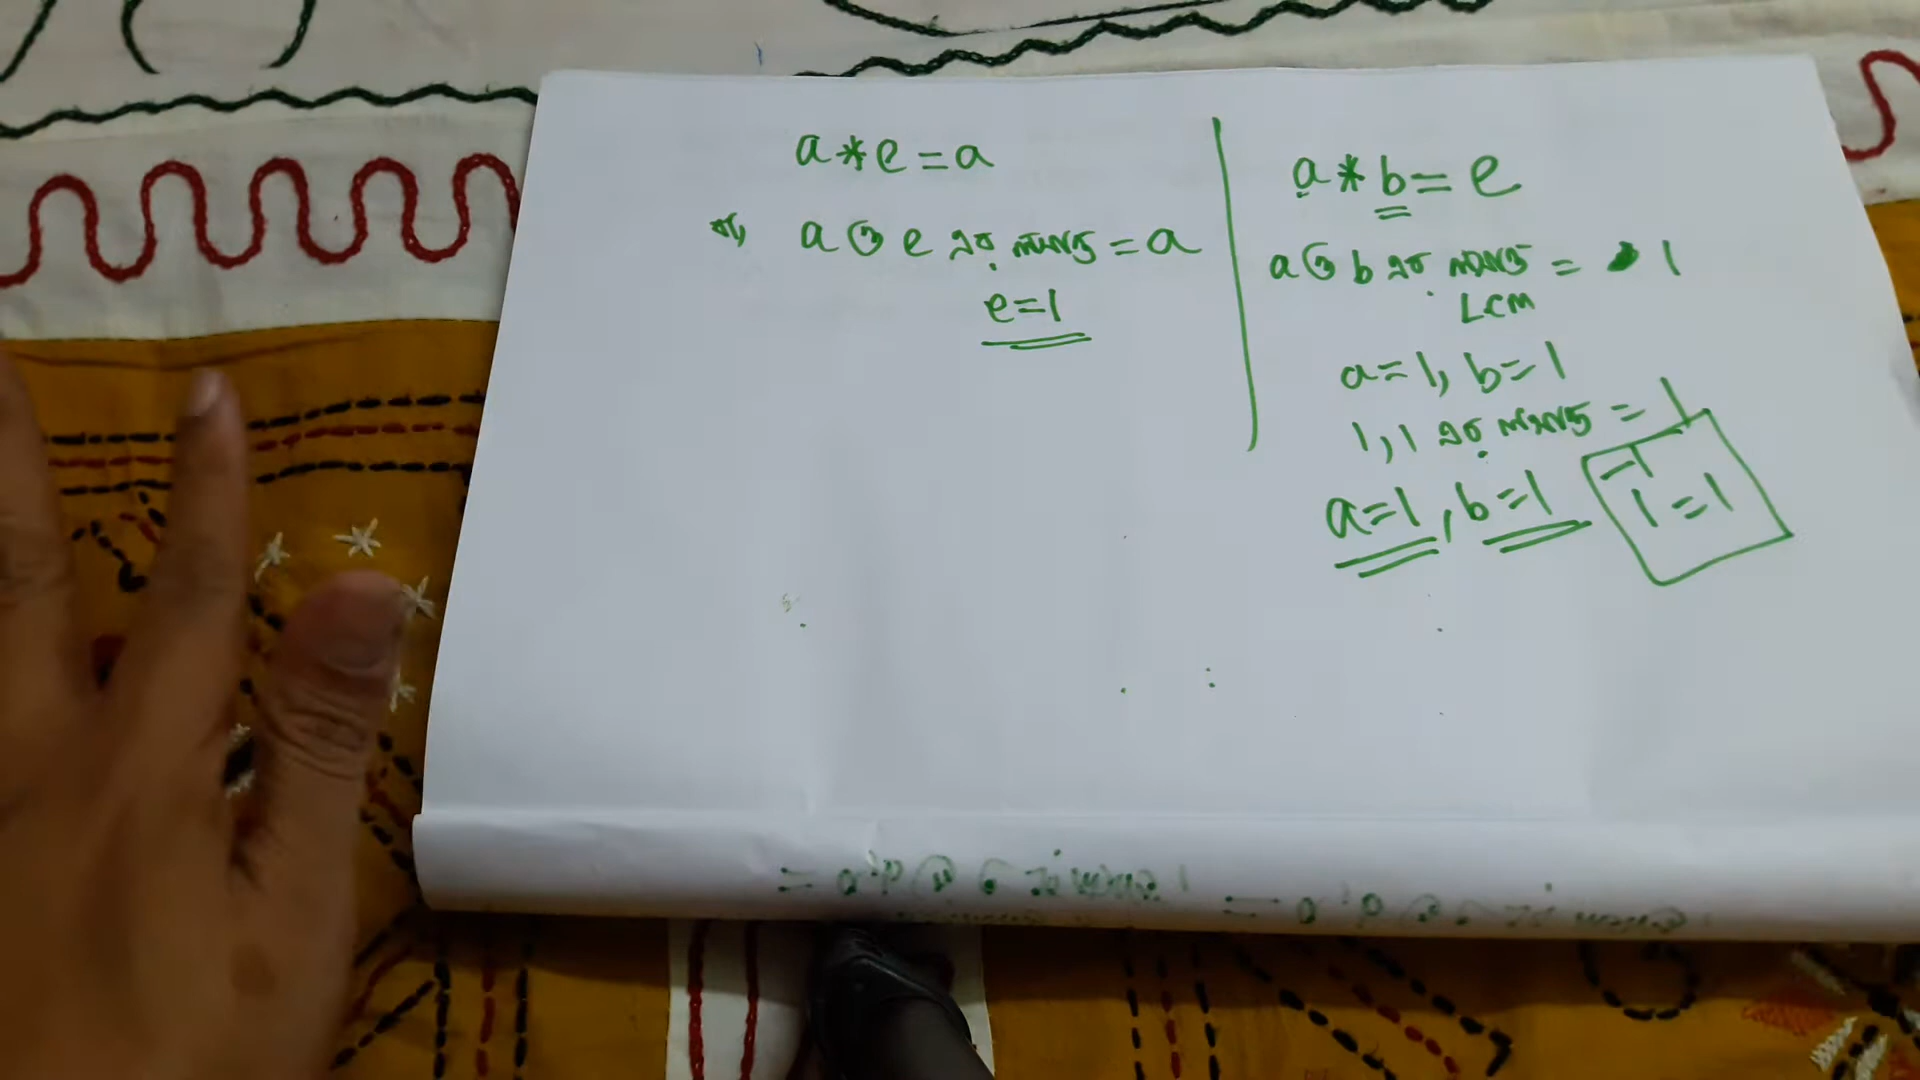 a*e=a
বা, a ও e এর লসাগু = a
e=1
a*b=e
a ও b এর লসাগু = 1
LCM
a=1, b=1
1,1 এর লসাগু = 1
a=1, b=1
1=1